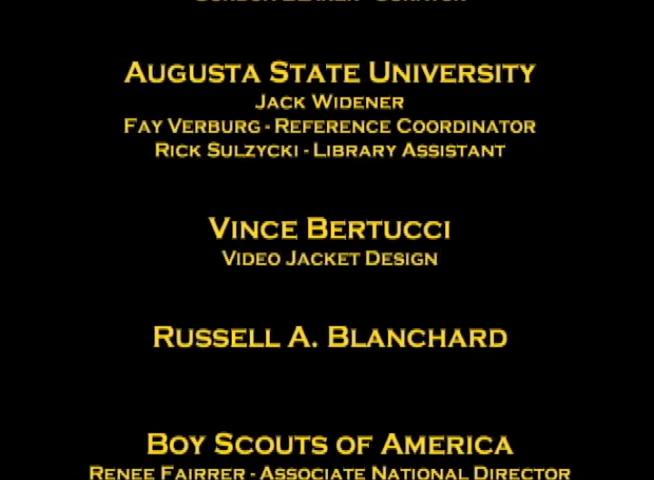 AUGUSTA STATE UNIVERSITY
JACK WIDENER
FAY VERBURG - REFERENCE COORDINATOR
RICK SULZYCKI - LIBRARY ASSISTANT
VINCE BERTUCCI
VIDEO JACKET DESIGN
RUSSELL A. BLANCHARD
BOY SCOUTS OF AMERICA
RENEE FAIRRER - ASSOCIATE NATIONAL DIRECTOR